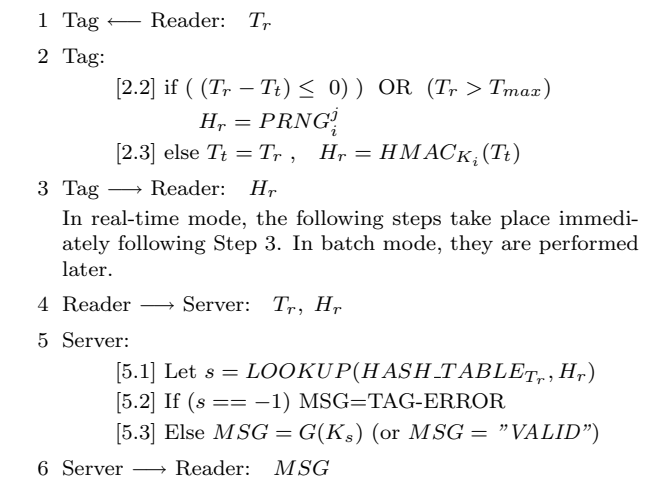 1 Tag ⟵ Reader: T_r
2 Tag:
[2.2] if ( (T_r − T_t) ≤ 0) ) OR (T_r > T_{max})
H_r = PRNG_i^j
[2.3] else T_t = T_r , H_r = HMAC_{K_i}(T_t)
3 Tag ⟶ Reader: H_r
In real-time mode, the following steps take place immedi-
ately following Step 3. In batch mode, they are performed
later.
4 Reader ⟶ Server: T_r, H_r
5 Server:
[5.1] Let s = LOOKUP(HASH_TABLE_{T_r}, H_r)
[5.2] If (s == −1) MSG=TAG-ERROR
[5.3] Else MSG = G(K_s) (or MSG = "VALID")
6 Server ⟶ Reader: MSG